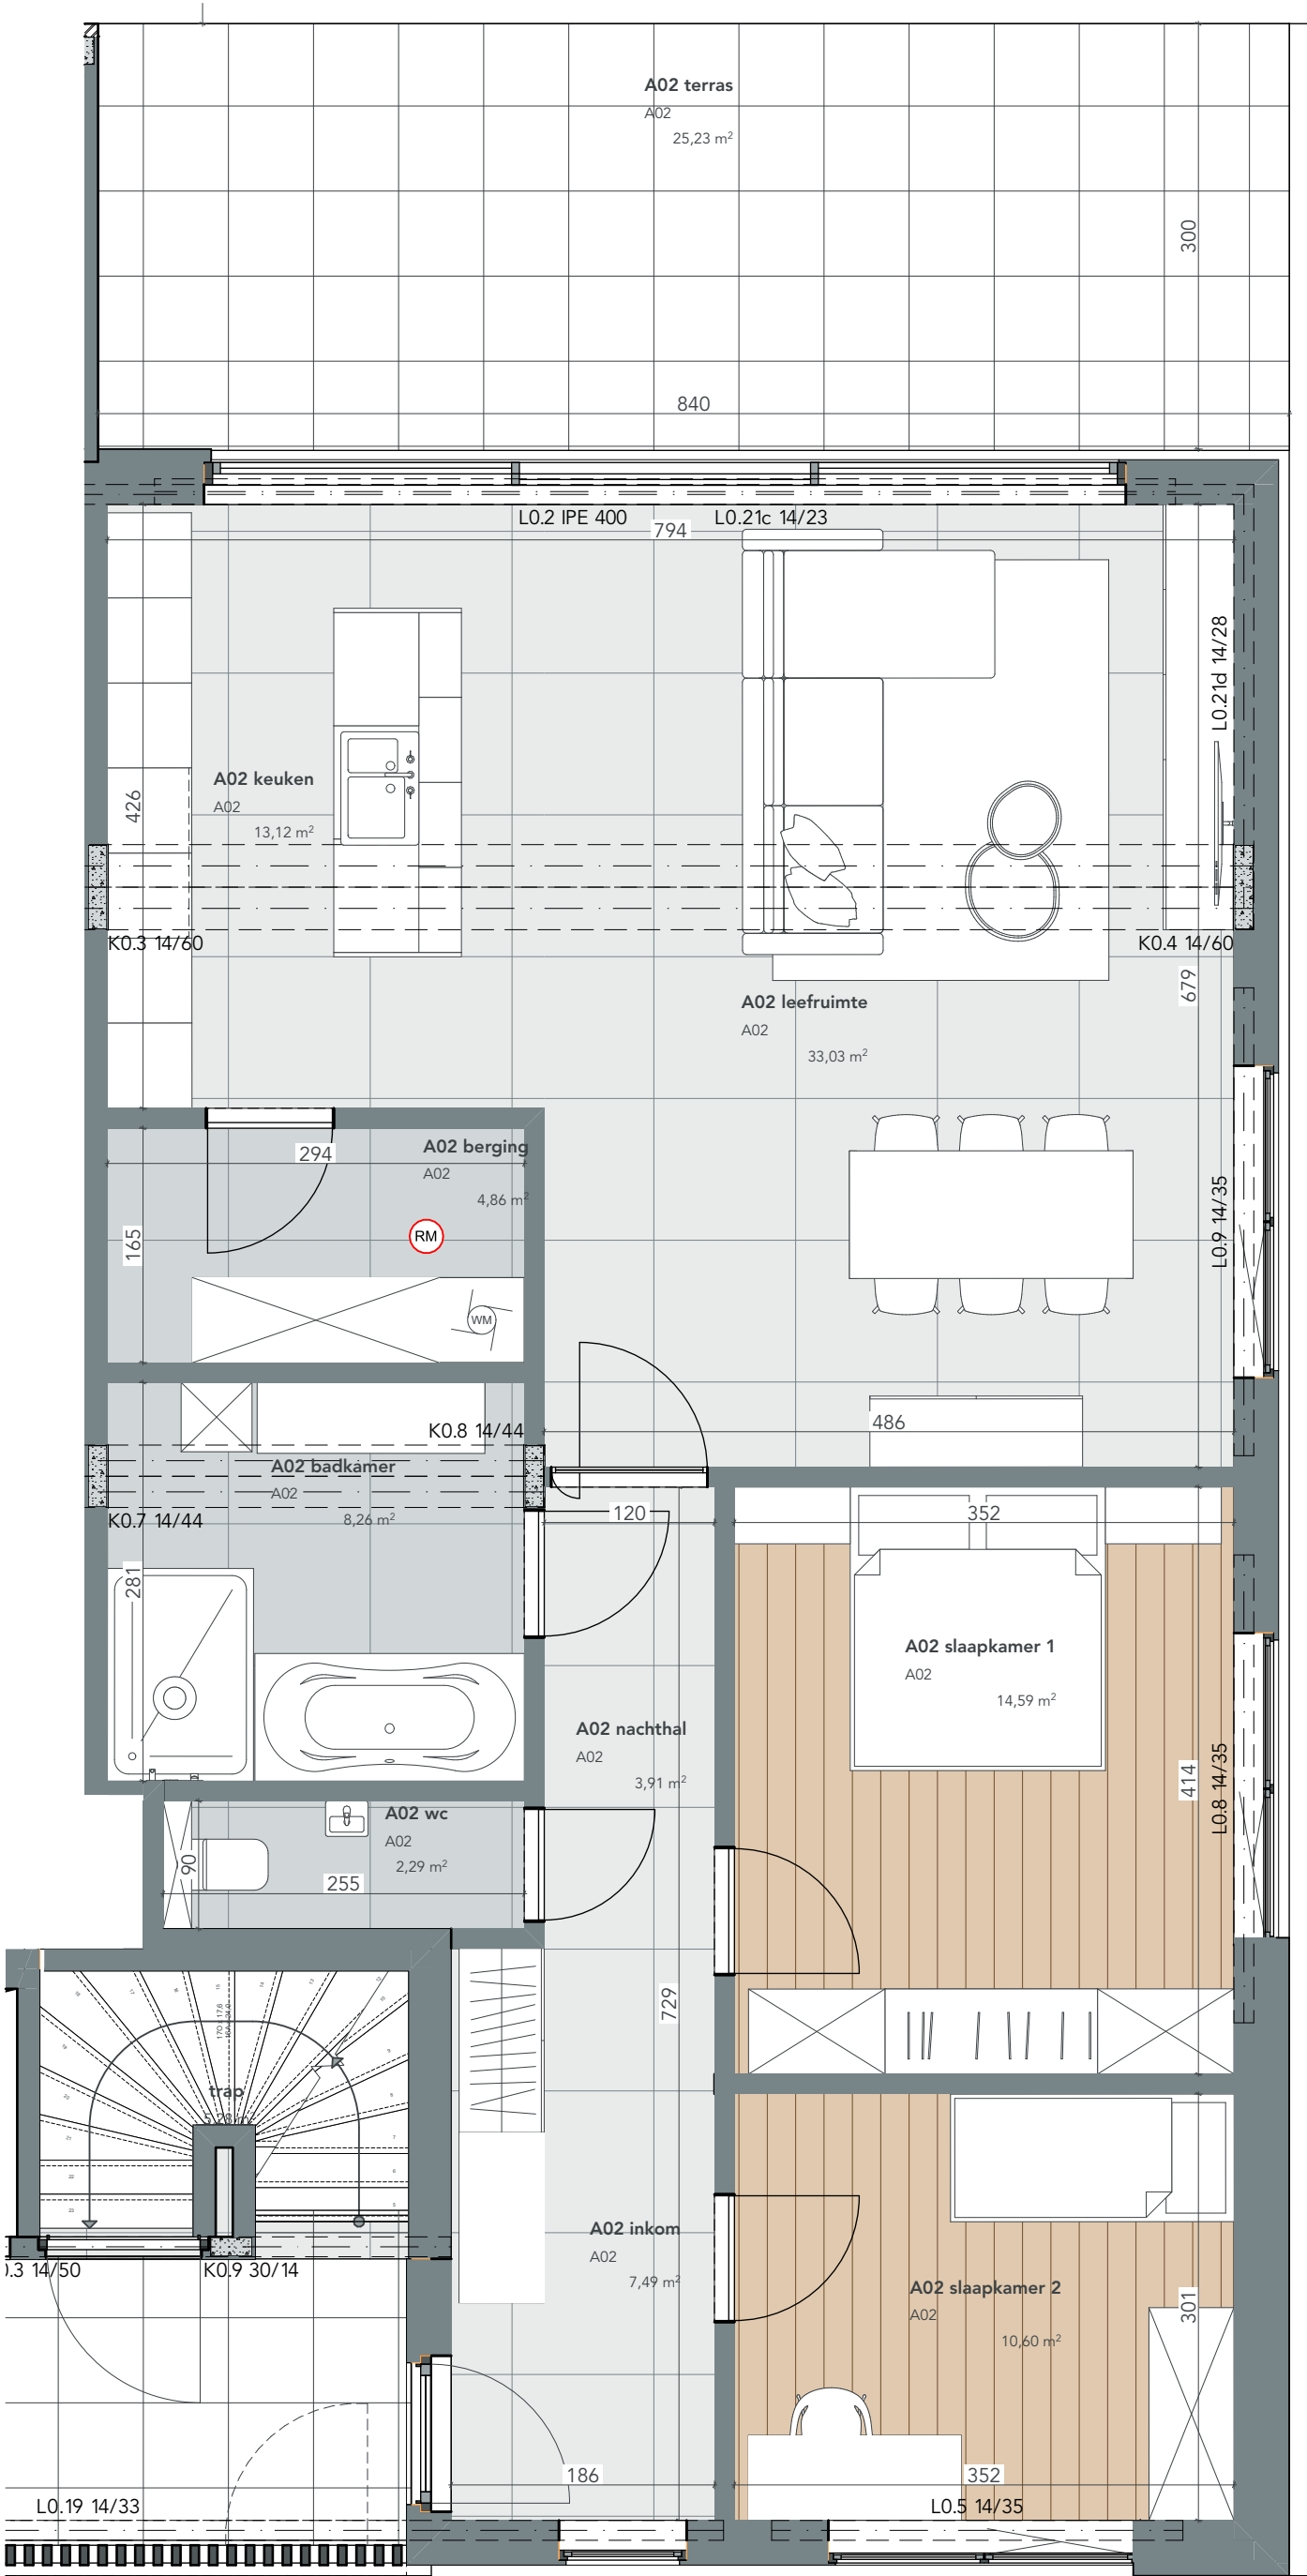 A02 terras
A02
25,23 m²
300
840
L0.2 IPE 400
L0.21c 14/23
794
L0.21d 14/28
A02 keuken
A02
13,12 m²
426
K0.3 14/60
K0.4 14/60
679
A02 leefruimte
A02
33,03 m²
A02 berging
294
A02
4,86 m²
L0.9 14/35
RM
165
WM
486
K0.8 14/44
A02 badkamer
A02
8,26 m²
K0.7 14/44
120
352
281
A02 slaapkamer 1
A02
14,59 m²
A02 nachthal
A02
3,91 m²
414
L0.8 14/35
A02 wc
A02
2,29 m²
90
255
729
trap
A02 inkom
A02
7,49 m²
K0.9 30/14
A02 slaapkamer 2
A02
10,60 m²
301
186
352
L0.19 14/33
L0.5 14/35